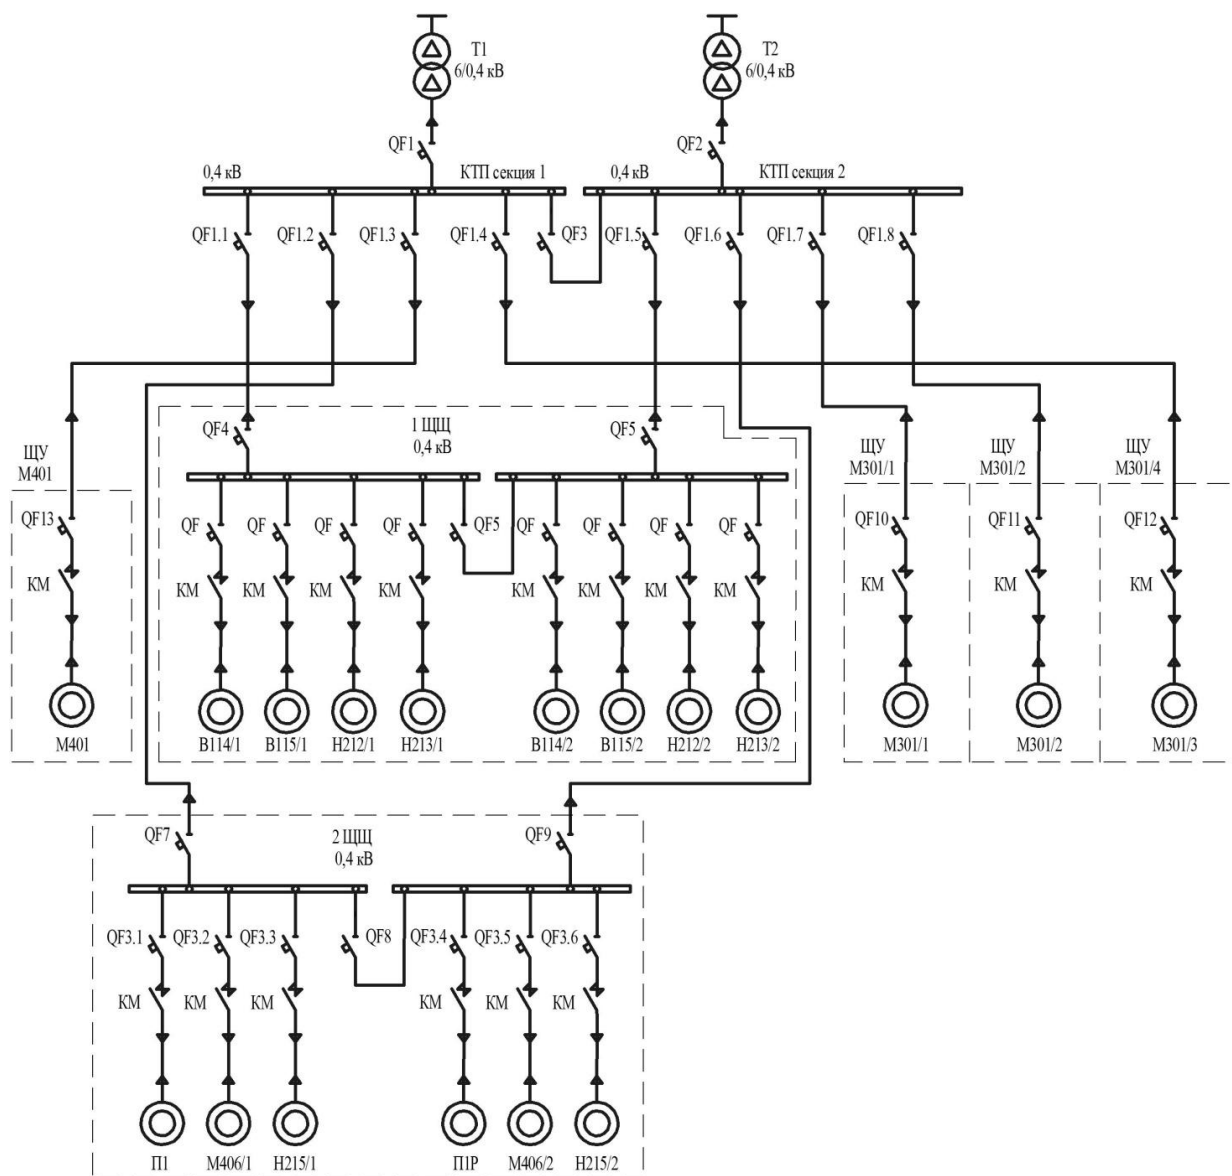 Т1
6/0,4 кВ
Т2
6/0,4 кВ
QF1
QF2
0,4 кВ
КТП секция 1
0,4 кВ
КТП секция 2
QF1.1
QF1.2
QF1.3
QF1.4
QF3
QF1.5
QF1.6
QF1.7
QF1.8
QF4
1 ЩЩ
0,4 кВ
QF5
ЩУ
М401
ЩУ
М301/1
ЩУ
М301/2
ЩУ
М301/4
QF13
QF
QF
QF
QF
QF5
QF
QF
QF
QF
QF10
QF11
QF12
КМ
КМ
КМ
КМ
КМ
КМ
КМ
КМ
КМ
КМ
КМ
КМ
М401
В114/1
В115/1
Н212/1
Н213/1
В114/2
В115/2
Н212/2
Н213/2
М301/1
М301/2
М301/3
QF7
2 ЩЩ
0,4 кВ
QF9
QF3.1
QF3.2
QF3.3
QF8
QF3.4
QF3.5
QF3.6
КМ
КМ
КМ
КМ
КМ
КМ
П1
М406/1
Н215/1
П1Р
М406/2
Н215/2